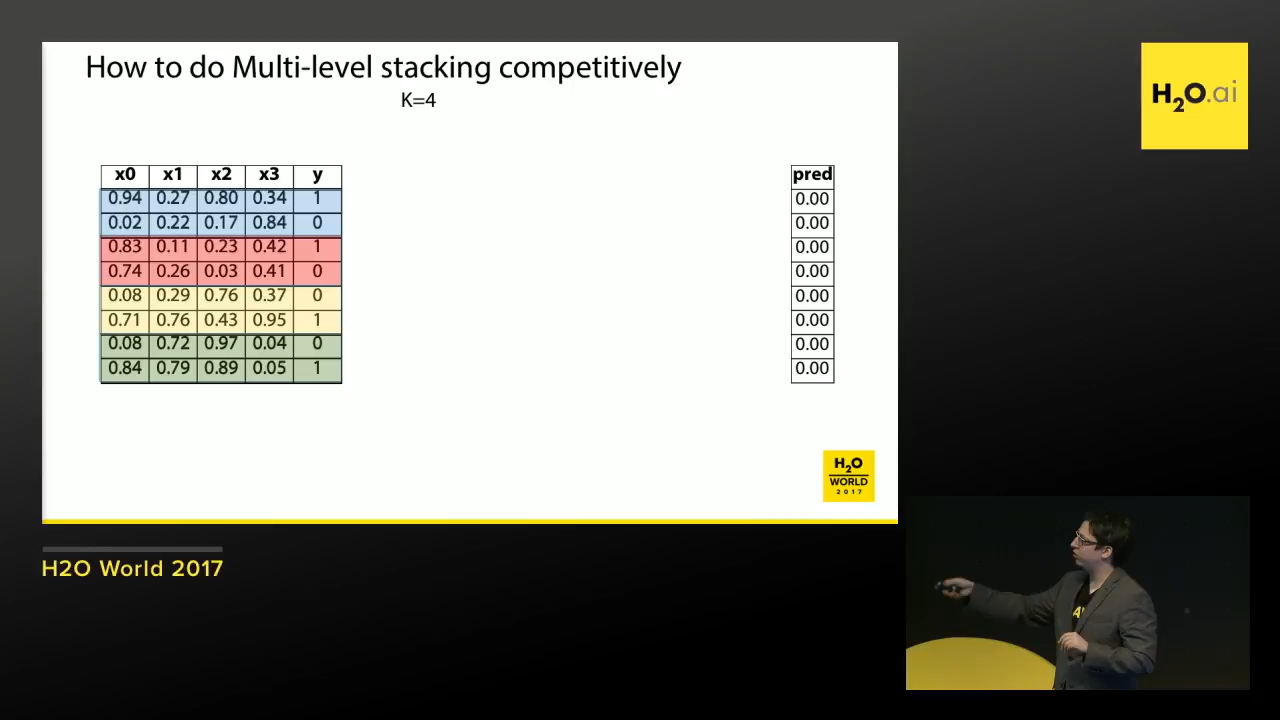 How to do Multi-level stacking competitively
K=4
x0 x1 x2 x3 y
0.94 0.27 0.80 0.34 1
0.02 0.22 0.17 0.84 0
0.83 0.11 0.23 0.42 1
0.74 0.26 0.03 0.41 0
0.08 0.29 0.76 0.37 0
0.71 0.76 0.43 0.95 1
0.08 0.72 0.97 0.04 0
0.84 0.79 0.89 0.05 1
pred
0.00
0.00
0.00
0.00
0.00
0.00
0.00
0.00
H2O
WORLD
2017
H2O.ai
H2O World 2017